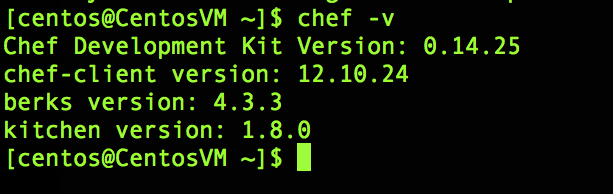 [centos@CentosVM ~]$ chef -v
Chef Development Kit Version: 0.14.25
chef-client version: 12.10.24
berks version: 4.3.3
kitchen version: 1.8.0
[centos@CentosVM ~]$